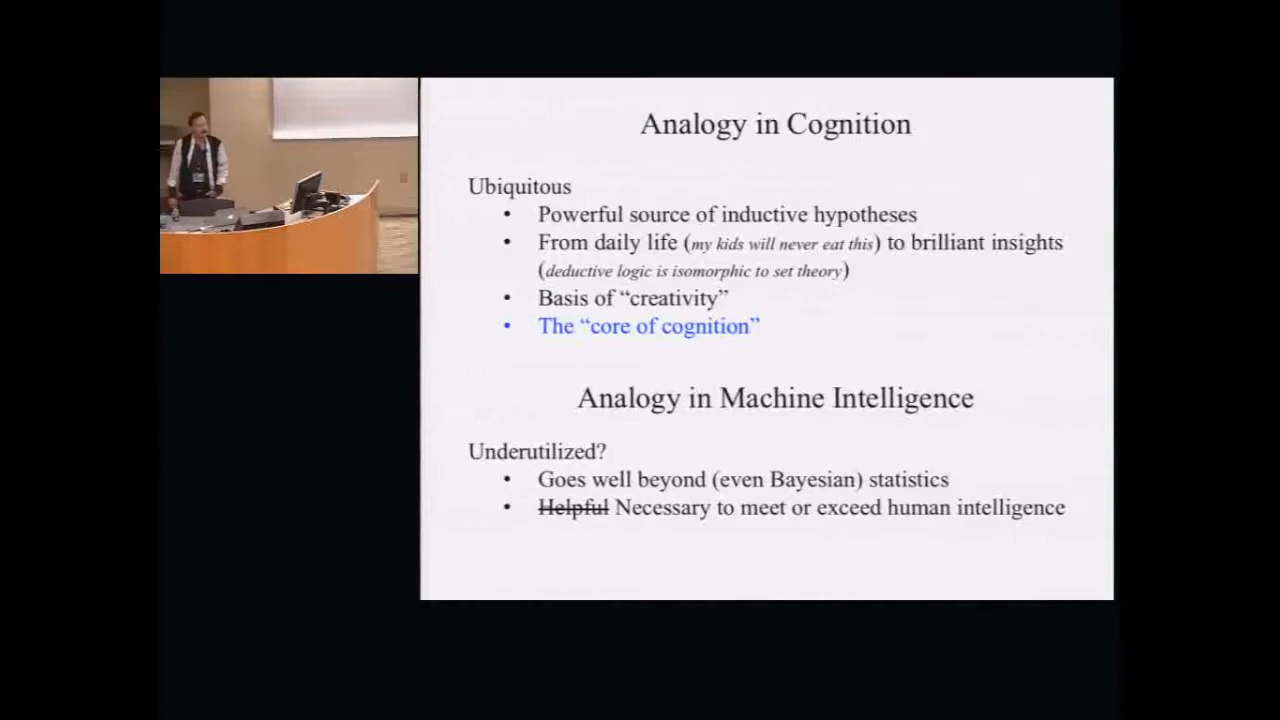 Analogy in Cognition
Ubiquitous
• Powerful source of inductive hypotheses
• From daily life (my kids will never eat this) to brilliant insights
(deductive logic is isomorphic to set theory)
• Basis of “creativity”
• The “core of cognition”
Analogy in Machine Intelligence
Underutilized?
• Goes well beyond (even Bayesian) statistics
• Helpful Necessary to meet or exceed human intelligence